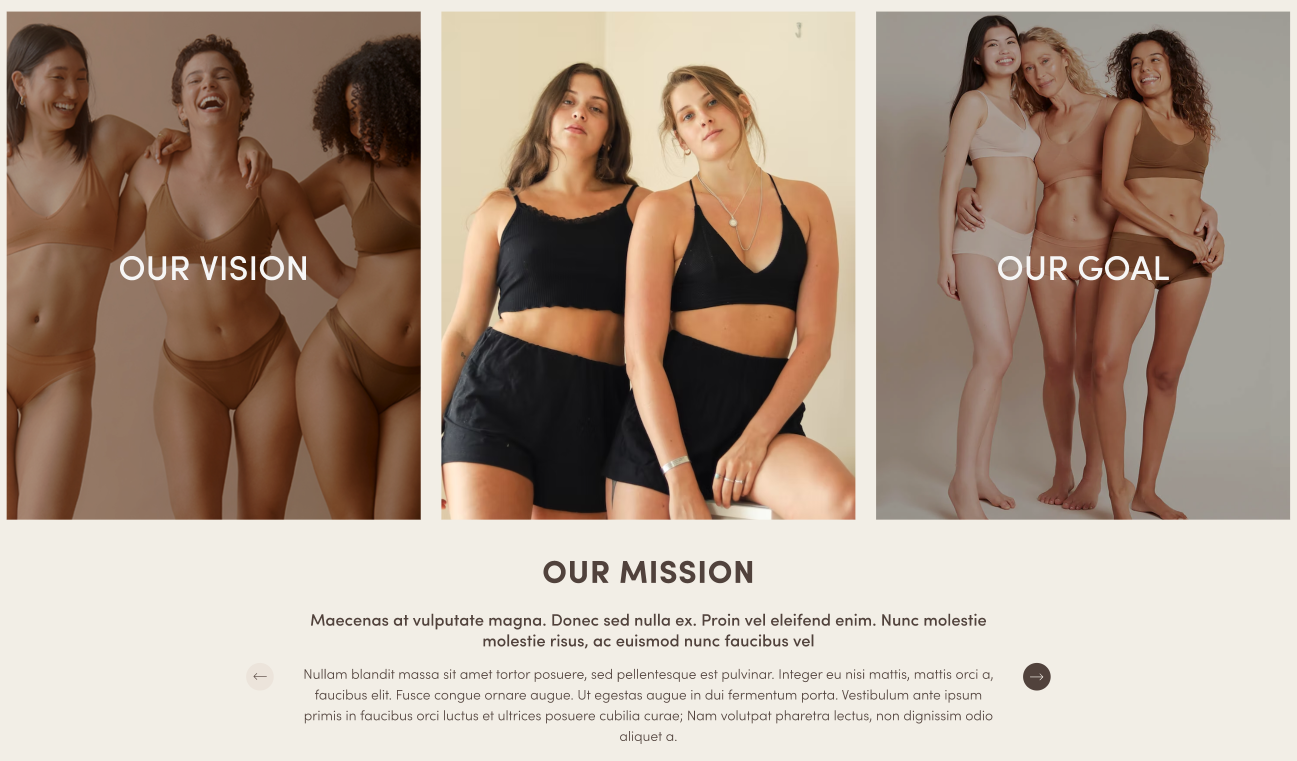 OUR VISION
OUR GOAL
OUR MISSION
Maecenas at vulputate magna. Donec sed nulla ex. Proin vel eleifend enim. Nunc molestie
molestie risus, ac euismod nunc faucibus vel
Nullam blandit massa sit amet tortor posuere, sed pellentesque est pulvinar. Integer eu nisi mattis, mattis orci a,
faucibus elit. Fusce congue ornare augue. Ut egestas augue in dui fermentum porta. Vestibulum ante ipsum
primis in faucibus orci luctus et ultrices posuere cubilia curae; Nam volutpat pharetra lectus, non dignissim odio
aliquet a.